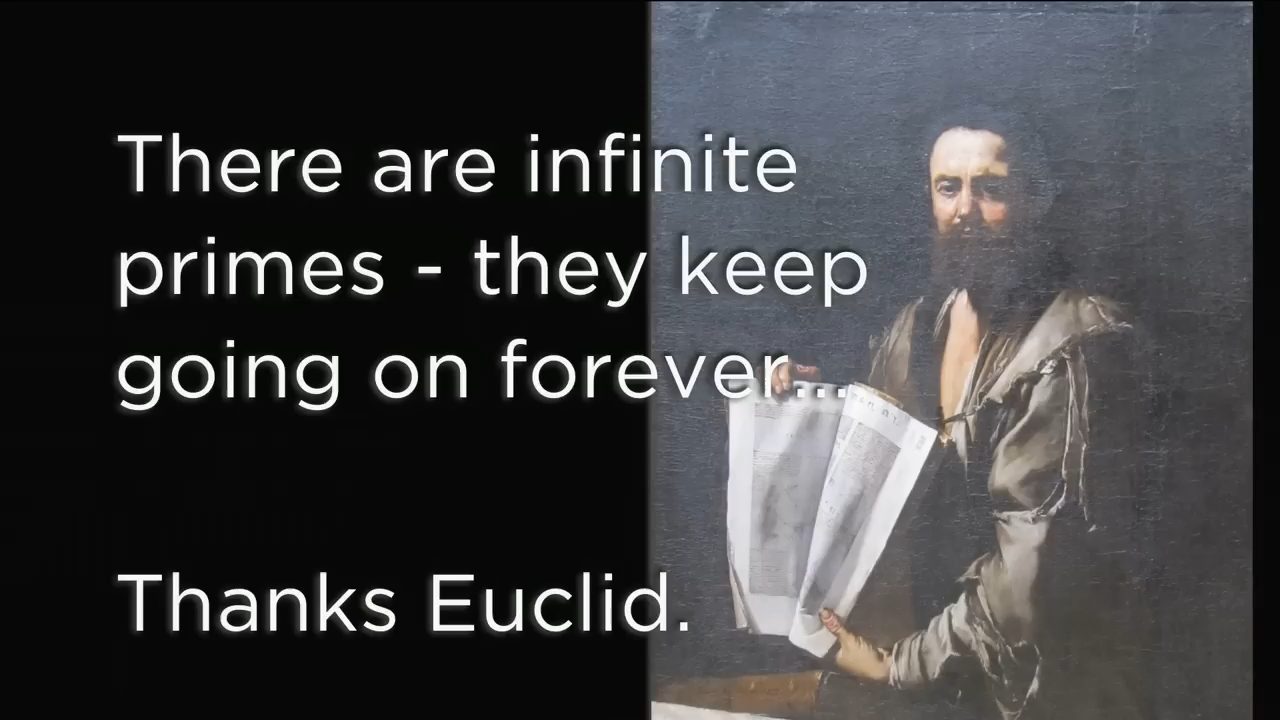 There are infinite
primes - they keep
going on forever...
Thanks Euclid.